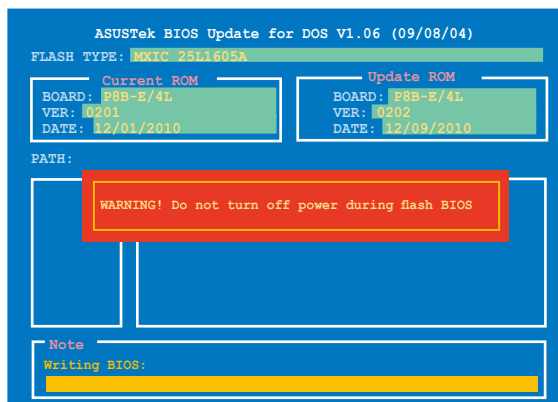 ASUSTek BIOS Update for DOS V1.06 (09/08/04)
FLASH TYPE: MXIC 25L1605A
Current ROM
BOARD: P8B-E/4L
VER: 0201
DATE: 12/01/2010
Update ROM
BOARD: P8B-E/4L
VER: 0202
DATE: 12/09/2010
PATH:
WARNING! Do not turn off power during flash BIOS
Note
Writing BIOS: